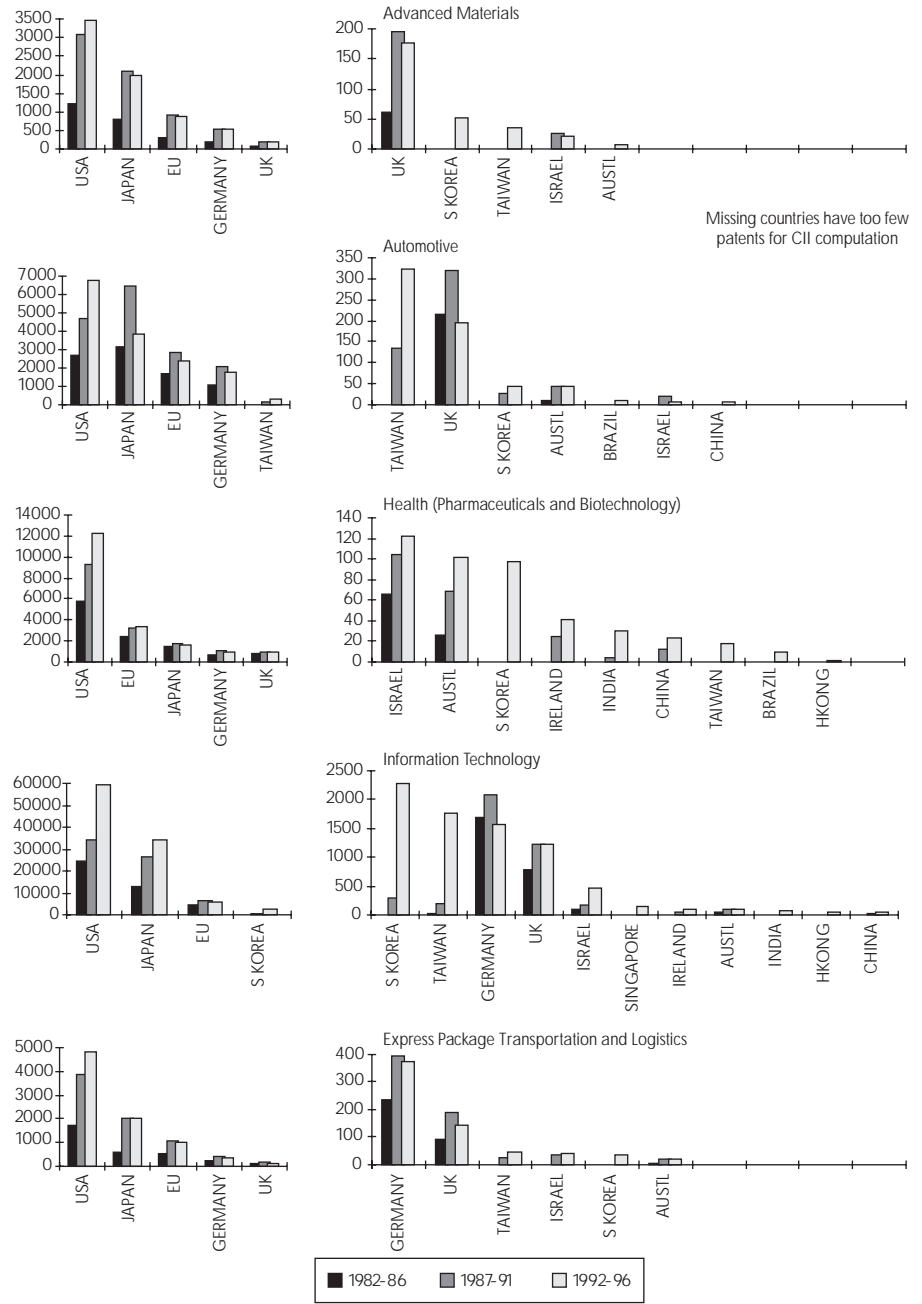 Advanced Materials
3500
3000
2500
2000
1500
1000
500
0
USA
JAPAN
EU
GERMANY
UK
200
150
100
50
0
UK
S KOREA
TAIWAN
ISRAEL
AUSTL
Missing countries have too few
patents for CII computation
Automotive
7000
6000
5000
4000
3000
2000
1000
0
USA
JAPAN
EU
GERMANY
TAIWAN
350
300
250
200
150
100
50
0
TAIWAN
UK
S KOREA
AUSTL
BRAZIL
ISRAEL
CHINA
Health (Pharmaceuticals and Biotechnology)
14000
12000
10000
8000
6000
4000
2000
0
USA
EU
JAPAN
GERMANY
UK
140
120
100
80
60
40
20
0
ISRAEL
AUSTL
S KOREA
IRELAND
INDIA
CHINA
TAIWAN
BRAZIL
HKONG
Information Technology
60000
50000
40000
30000
20000
10000
0
USA
JAPAN
EU
S KOREA
2500
2000
1500
1000
500
0
S KOREA
TAIWAN
GERMANY
UK
ISRAEL
SINGAPORE
IRELAND
AUSTL
INDIA
HKONG
CHINA
Express Package Transportation and Logistics
5000
4000
3000
2000
1000
0
USA
JAPAN
EU
GERMANY
UK
400
300
200
100
0
GERMANY
UK
TAIWAN
ISRAEL
S KOREA
AUSTL
1982-86 1987-91 1992-96